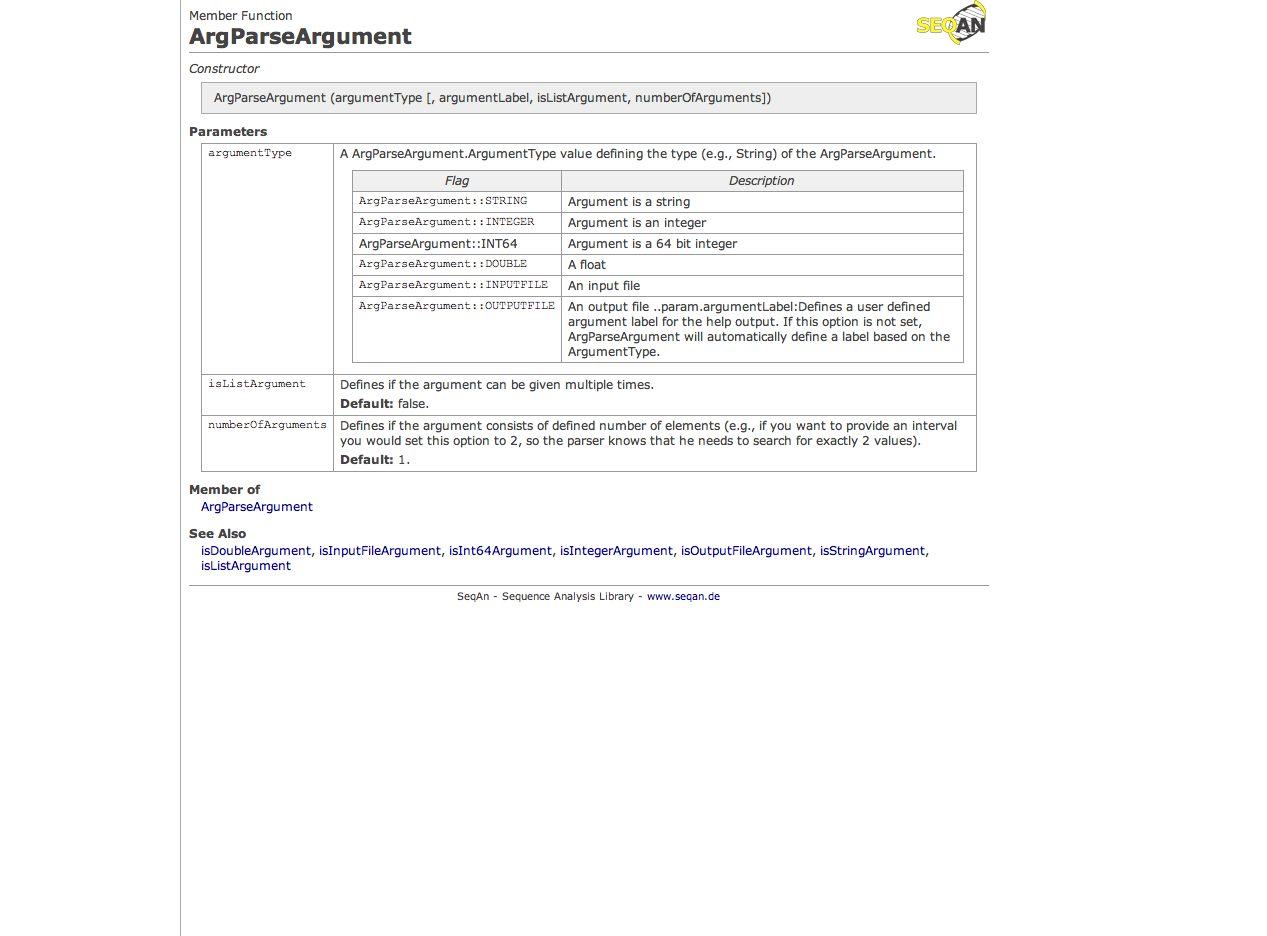 Member Function
ArgParseArgument
SEQAN
Constructor
ArgParseArgument (argumentType [, argumentLabel, isListArgument, numberOfArguments])
Parameters
argumentType
A ArgParseArgument.ArgumentType value defining the type (e.g., String) of the ArgParseArgument.
Flag Description
ArgParseArgument::STRING Argument is a string
ArgParseArgument::INTEGER Argument is an integer
ArgParseArgument::INT64 Argument is a 64 bit integer
ArgParseArgument::DOUBLE A float
ArgParseArgument::INPUTFILE An input file
ArgParseArgument::OUTPUTFILE An output file ..param.argumentLabel:Defines a user defined
argument label for the help output. If this option is not set,
ArgParseArgument will automatically define a label based on the
ArgumentType.
isListArgument Defines if the argument can be given multiple times.
Default: false.
numberOfArguments Defines if the argument consists of defined number of elements (e.g., if you want to provide an interval
you would set this option to 2, so the parser knows that he needs to search for exactly 2 values).
Default: 1.
Member of
ArgParseArgument
See Also
isDoubleArgument, isInputFileArgument, isInt64Argument, isIntegerArgument, isOutputFileArgument, isStringArgument,
isListArgument
SeqAn - Sequence Analysis Library - www.seqan.de